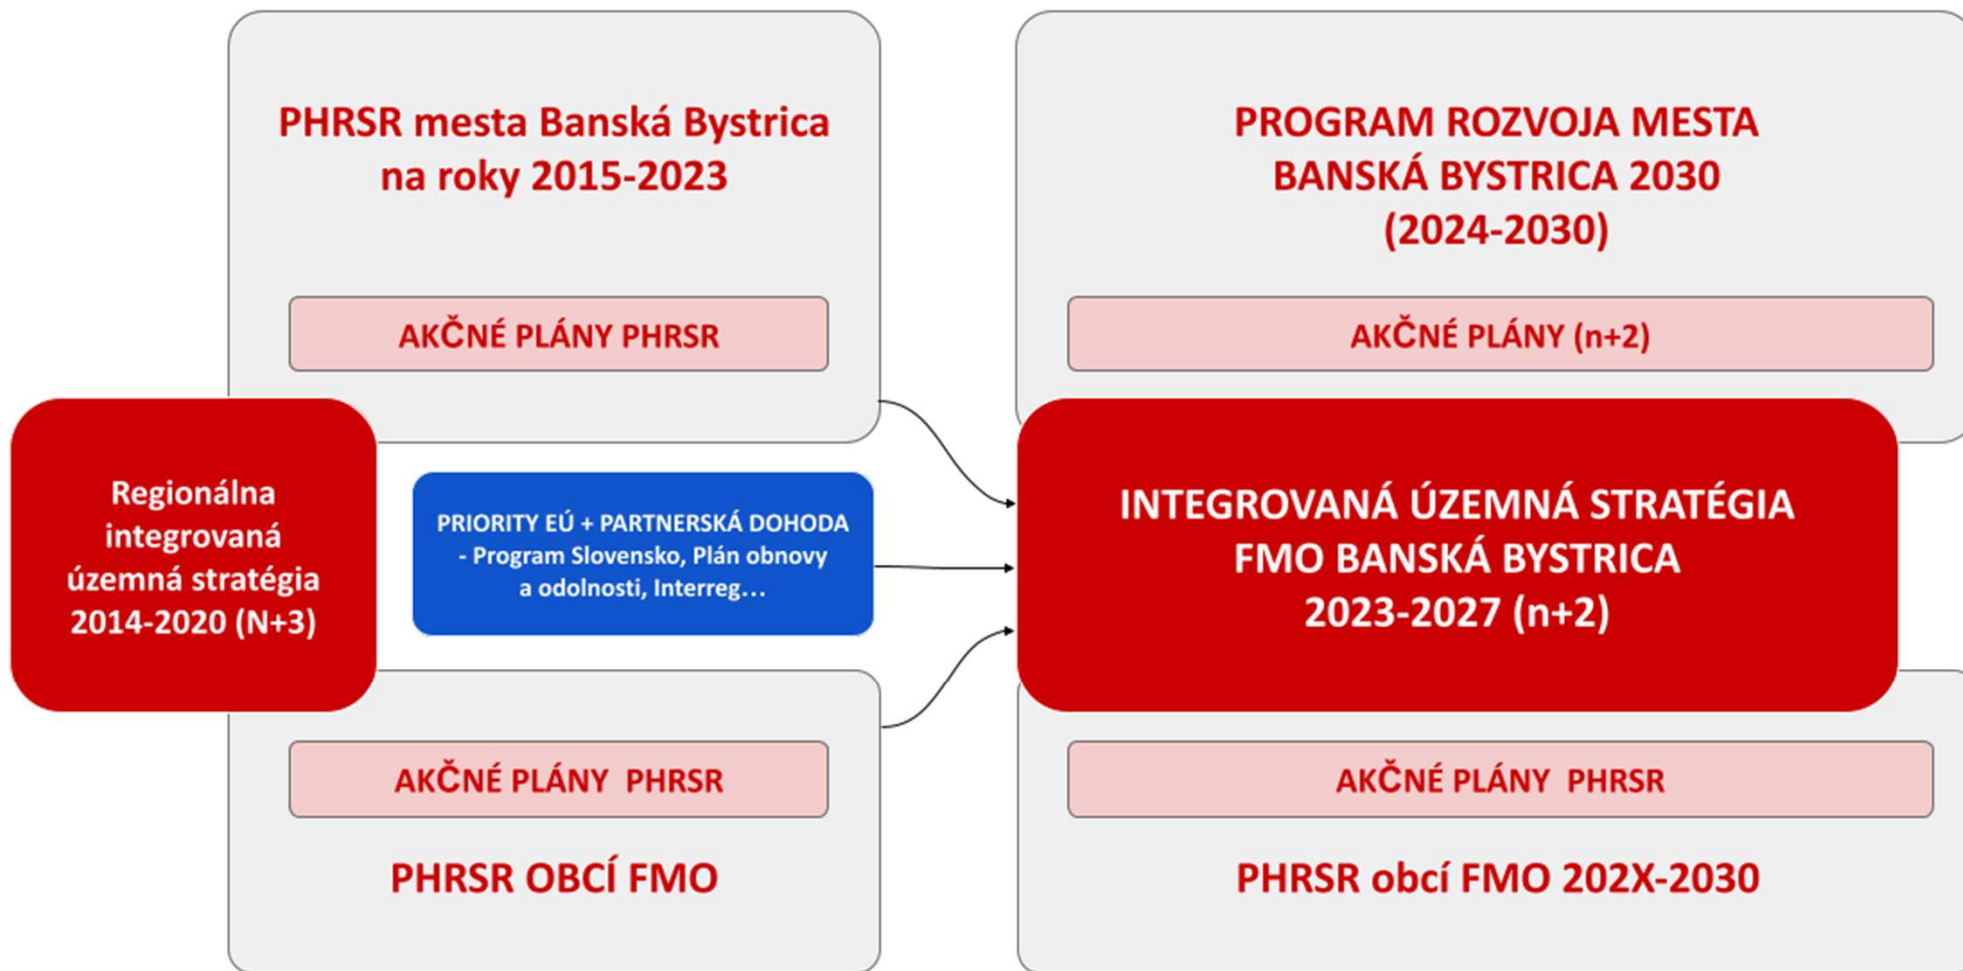 PHRSR mesta Banská Bystrica
na roky 2015-2023
AKČNÉ PLÁNY PHRSR
PROGRAM ROZVOJA MESTA
BANSKÁ BYSTRICA 2030
(2024-2030)
AKČNÉ PLÁNY (n+2)
Regionálna
integrovaná
územná stratégia
2014-2020 (N+3)
PRIORITY EÚ + PARTNERSKÁ DOHODA
- Program Slovensko, Plán obnovy
a odolnosti, Interreg...
INTEGROVANÁ ÚZEMNÁ STRATÉGIA
FMO BANSKÁ BYSTRICA
2023-2027 (n+2)
AKČNÉ PLÁNY  PHRSR
PHRSR OBCÍ FMO
AKČNÉ PLÁNY  PHRSR
PHRSR obcí FMO 202X-2030